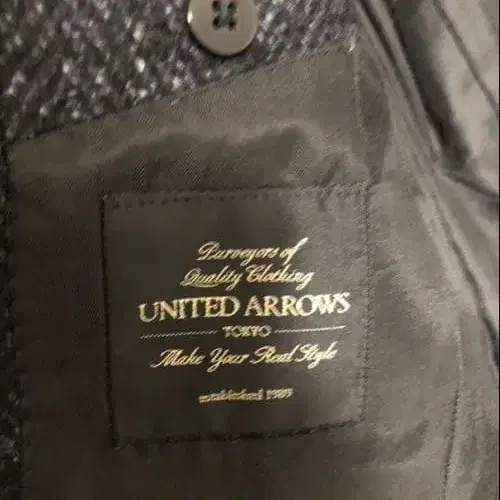 Purveyors of
Quality Clothing
UNITED ARROWS
TOKYO
Make Your Real Style
established 1989